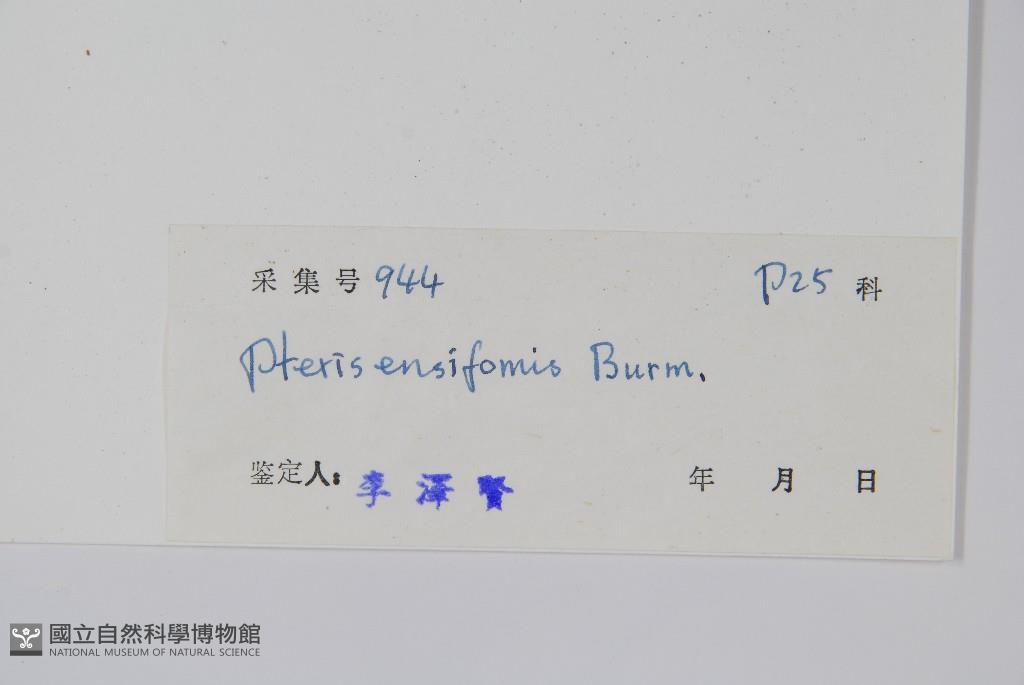 采集号 944 P25 科
Pteris ensifomis Burm.
鉴定人: 李泽贤 年 月 日
國立自然科學博物館
NATIONAL MUSEUM OF NATURAL SCIENCE